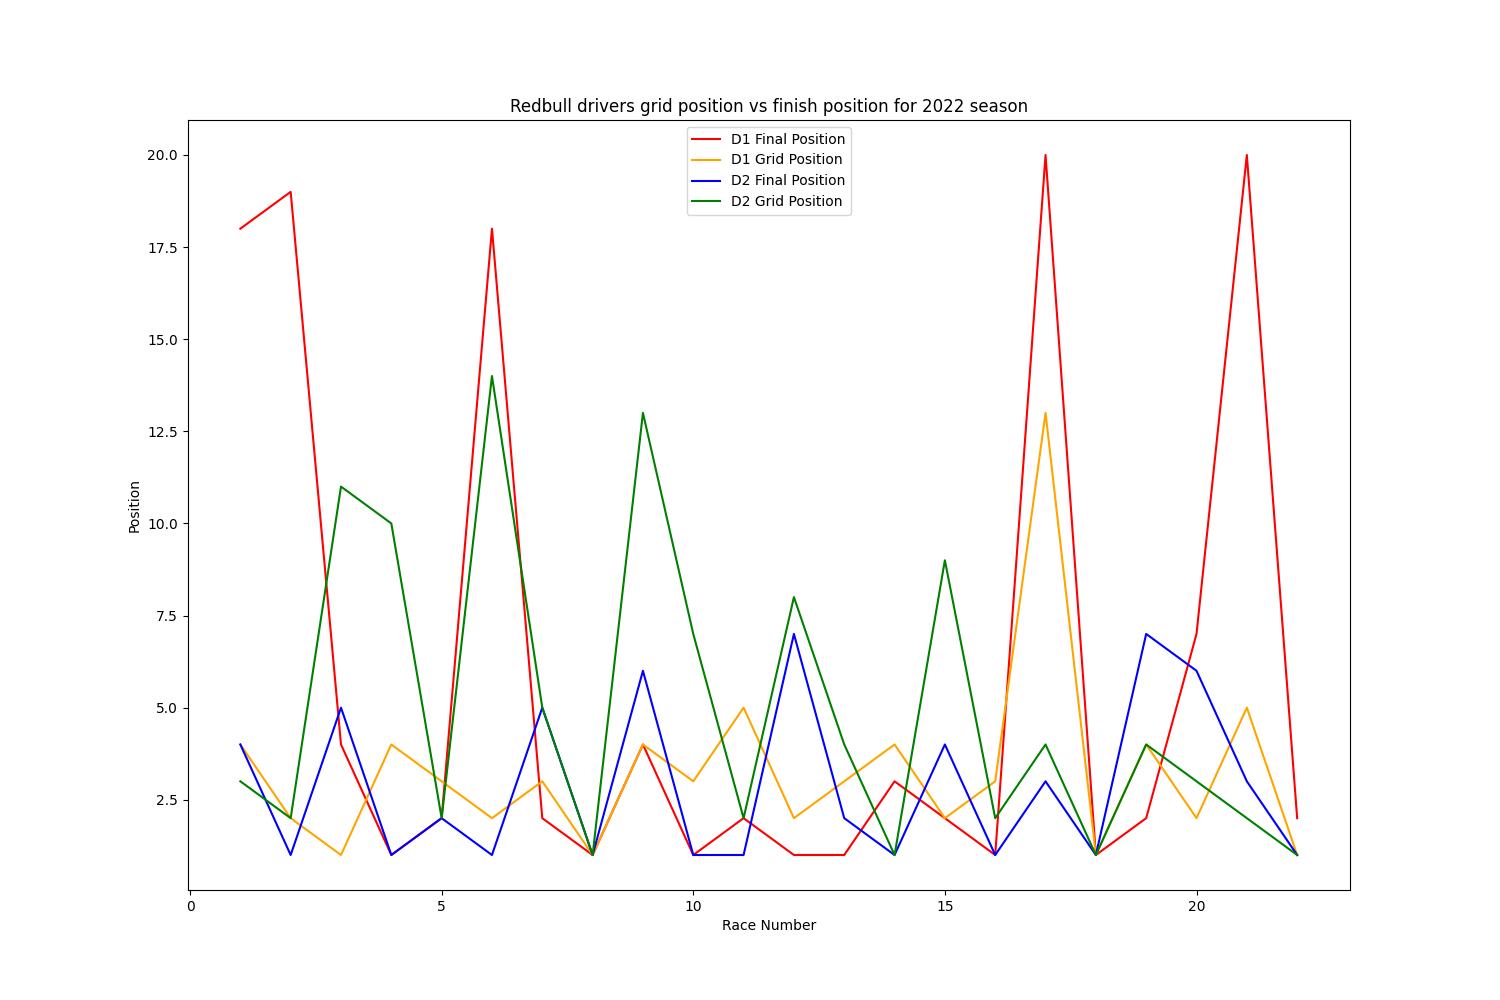 Redbull drivers grid position vs finish position for 2022 season
D1 Final Position
D1 Grid Position
D2 Final Position
D2 Grid Position
20.0
17.5
15.0
12.5
10.0
7.5
5.0
2.5
Position
0 5 10 15 20
Race Number